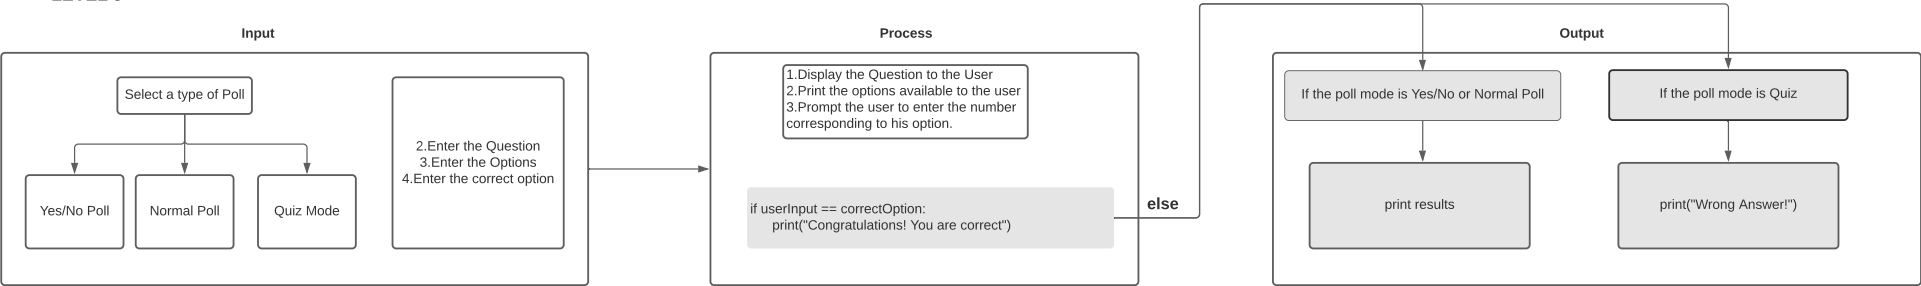 Input
Process
Output
Select a type of Poll
Yes/No Poll
Normal Poll
Quiz Mode
2.Enter the Question
3.Enter the Options
4.Enter the correct option
1.Display the Question to the User
2.Print the options available to the user
3.Prompt the user to enter the number
corresponding to his option.
if userInput == correctOption:
print("Congratulations! You are correct")
else
If the poll mode is Yes/No or Normal Poll
print results
If the poll mode is Quiz
print("Wrong Answer!")